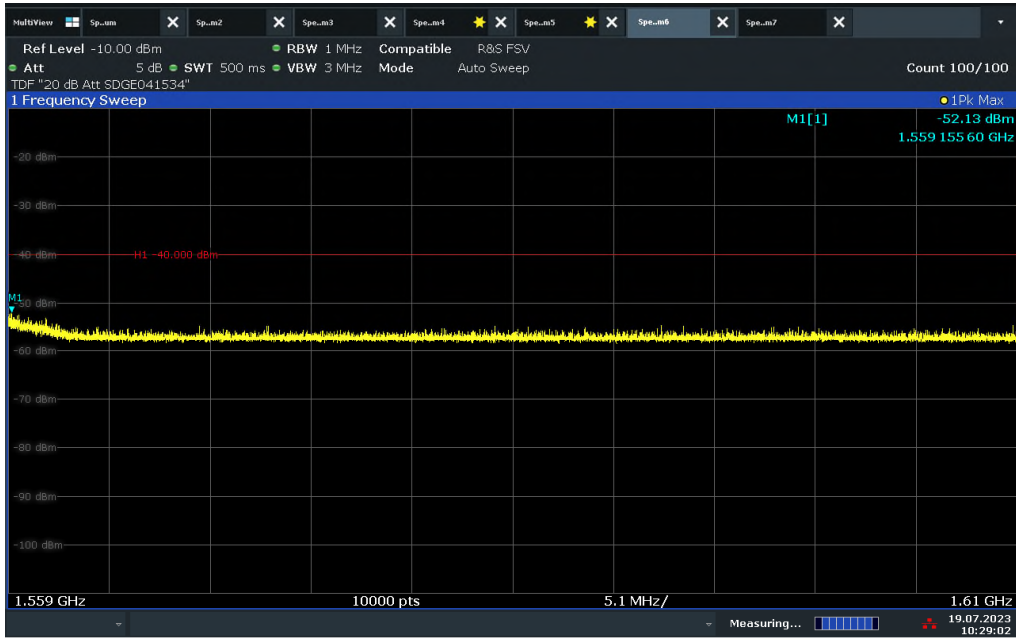 MultiView Sp..um Sp..m2 Spe..m3 Spe..m4 Spe..m5 Spe..m6 Spe..m7
Ref Level -10.00 dBm RBW 1 MHz Compatible R&S FSV
Att 5 dB SWT 500 ms VBW 3 MHz Mode Auto Sweep Count 100/100
TDF "20 dB Att SDGE041534"
1 Frequency Sweep 1Pk Max
M1[1] -52.13 dBm
1.559 155 60 GHz
-20 dBm
-30 dBm
-40 dBm H1 -40.000 dBm
M1
-50 dBm
-60 dBm
-70 dBm
-80 dBm
-90 dBm
-100 dBm
1.559 GHz 10000 pts 5.1 MHz/ 1.61 GHz
Measuring... 19.07.2023
10:29:02